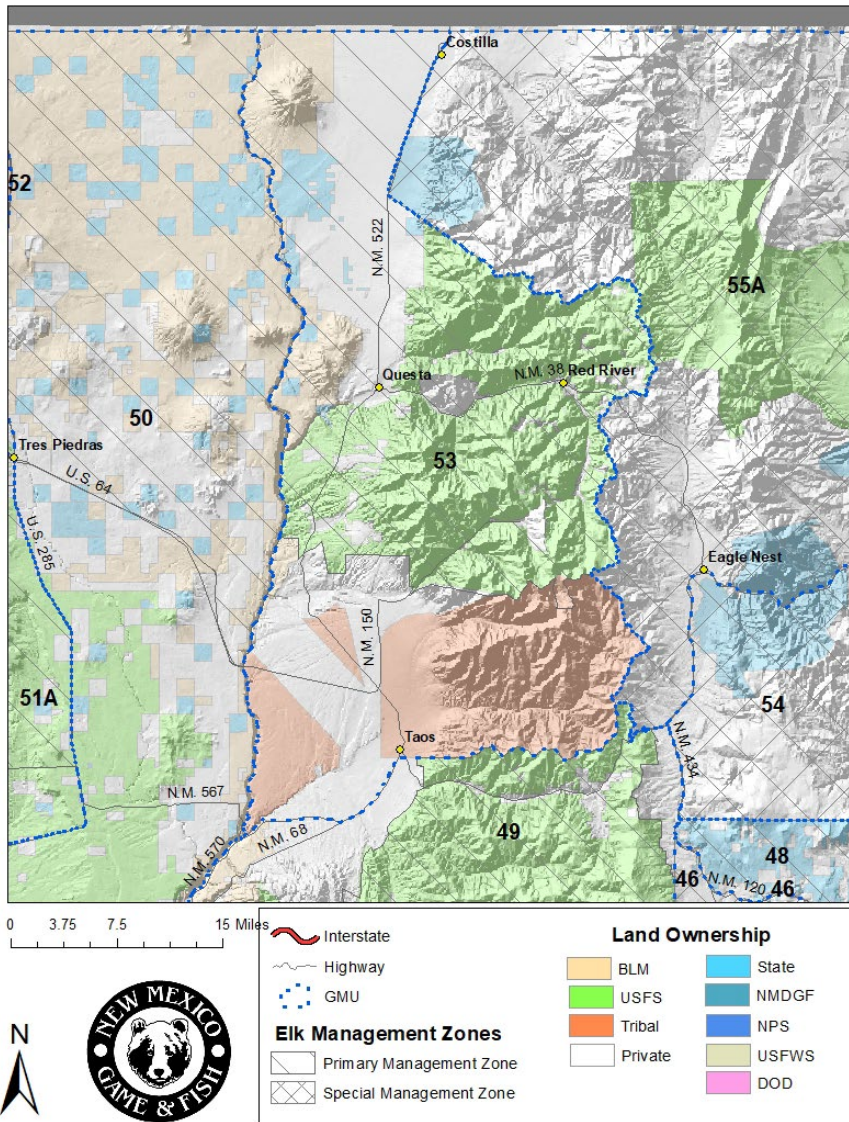 Costilla
52
N.M. 522
55A
Questa
N.M. 38
Red River
50
Tres Piedras
53
U.S. 64
U.S. 285
Eagle Nest
N.M. 150
51A
54
Taos
N.M. 434
N.M. 567
49
N.M. 68
N.M. 570
48
46
N.M. 120
46
0 3.75 7.5 15 Miles
Interstate
Highway
GMU
Elk Management Zones
Primary Management Zone
Special Management Zone
Land Ownership
BLM
USFS
Tribal
Private
State
NMDGF
NPS
USFWS
DOD
N
NEW MEXICO
GAME & FISH